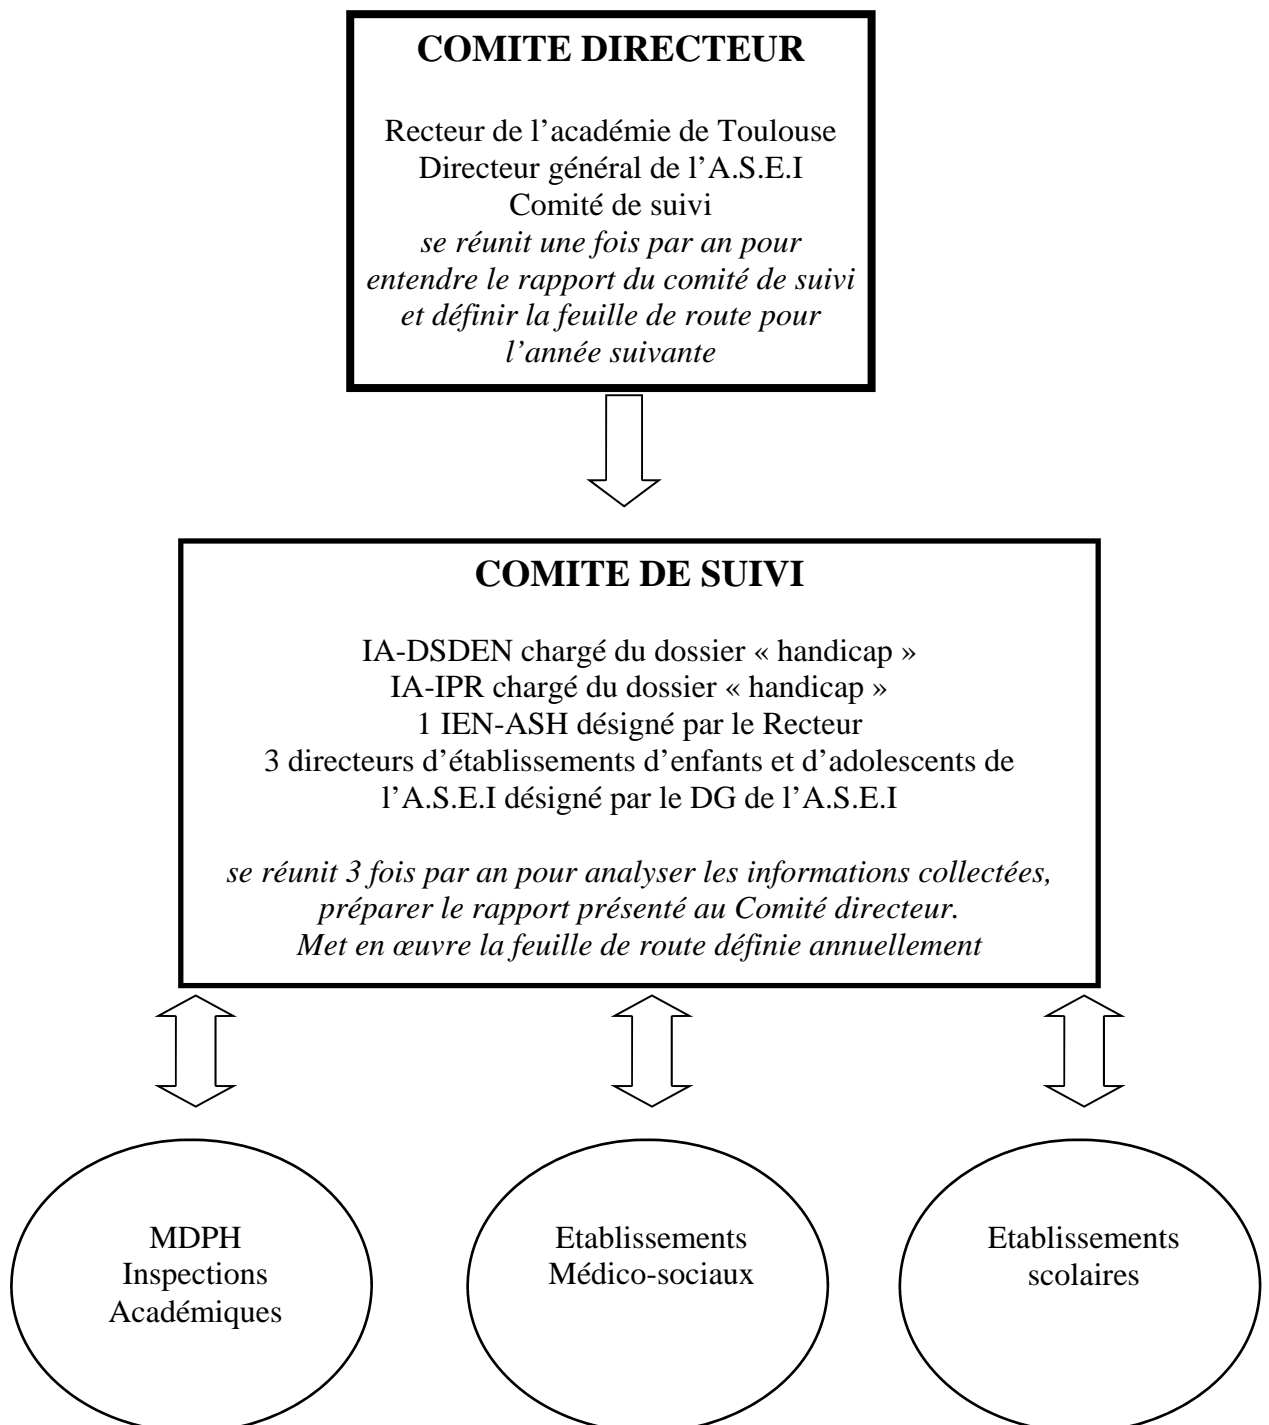 COMITE DIRECTEUR
Recteur de l’académie de Toulouse
Directeur général de l’A.S.E.I
Comité de suivi
se réunit une fois par an pour
entendre le rapport du comité de suivi
et définir la feuille de route pour
l’année suivante
COMITE DE SUIVI
IA-DSDEN chargé du dossier « handicap »
IA-IPR chargé du dossier « handicap »
1 IEN-ASH désigné par le Recteur
3 directeurs d’établissements d’enfants et d’adolescents de
l’A.S.E.I désigné par le DG de l’A.S.E.I
se réunit 3 fois par an pour analyser les informations collectées,
préparer le rapport présenté au Comité directeur.
Met en œuvre la feuille de route définie annuellement
MDPH
Inspections
Académiques
Etablissements
Médico-sociaux
Etablissements
scolaires